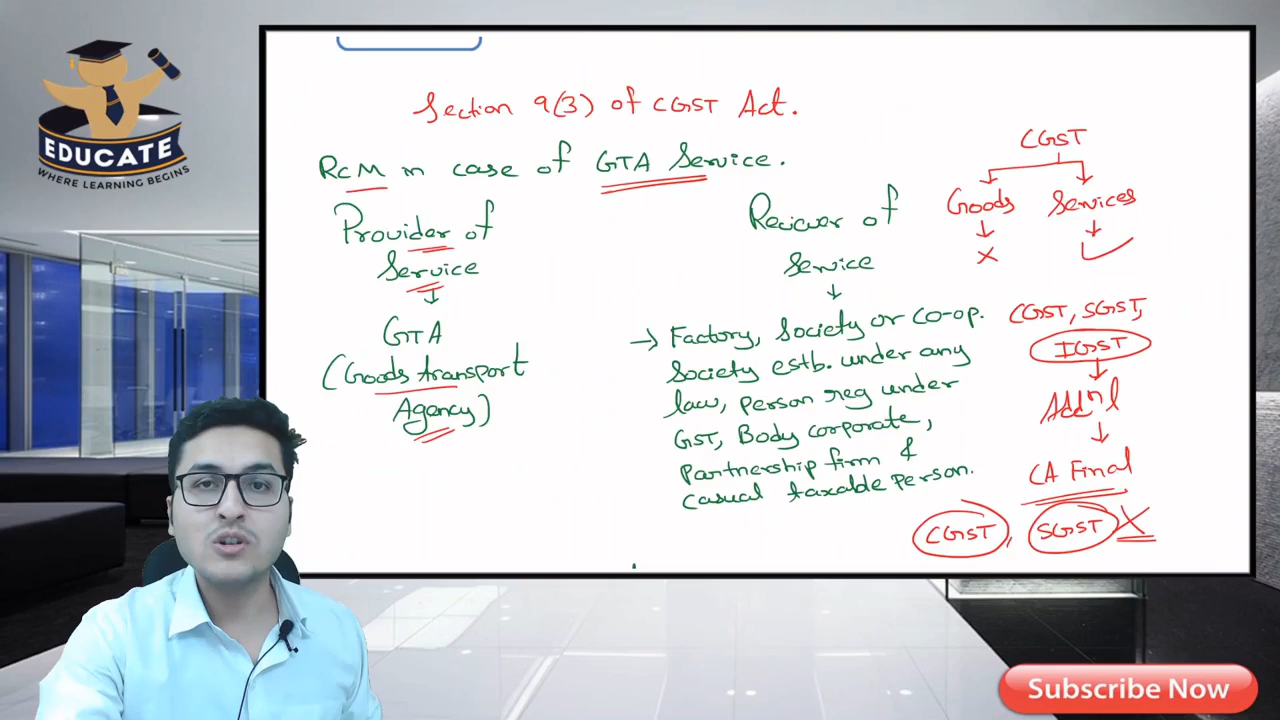 EDUCATE
WHERE LEARNING BEGINS
Section 9(3) of CGST Act.
RCM in case of GTA Service.
Provider of
Service
GTA
(Goods transport
Agency)
Reciever of
Service
→ Factory, Society or co-op.
Society estb. under any
law, person reg under
GST, Body corporate,
partnership firm &
casual taxable person.
CGST
Goods Services
X ✓
CGST, SGST,
IGST
Add'nl
CA Final
CGST, SGST X
Subscribe Now